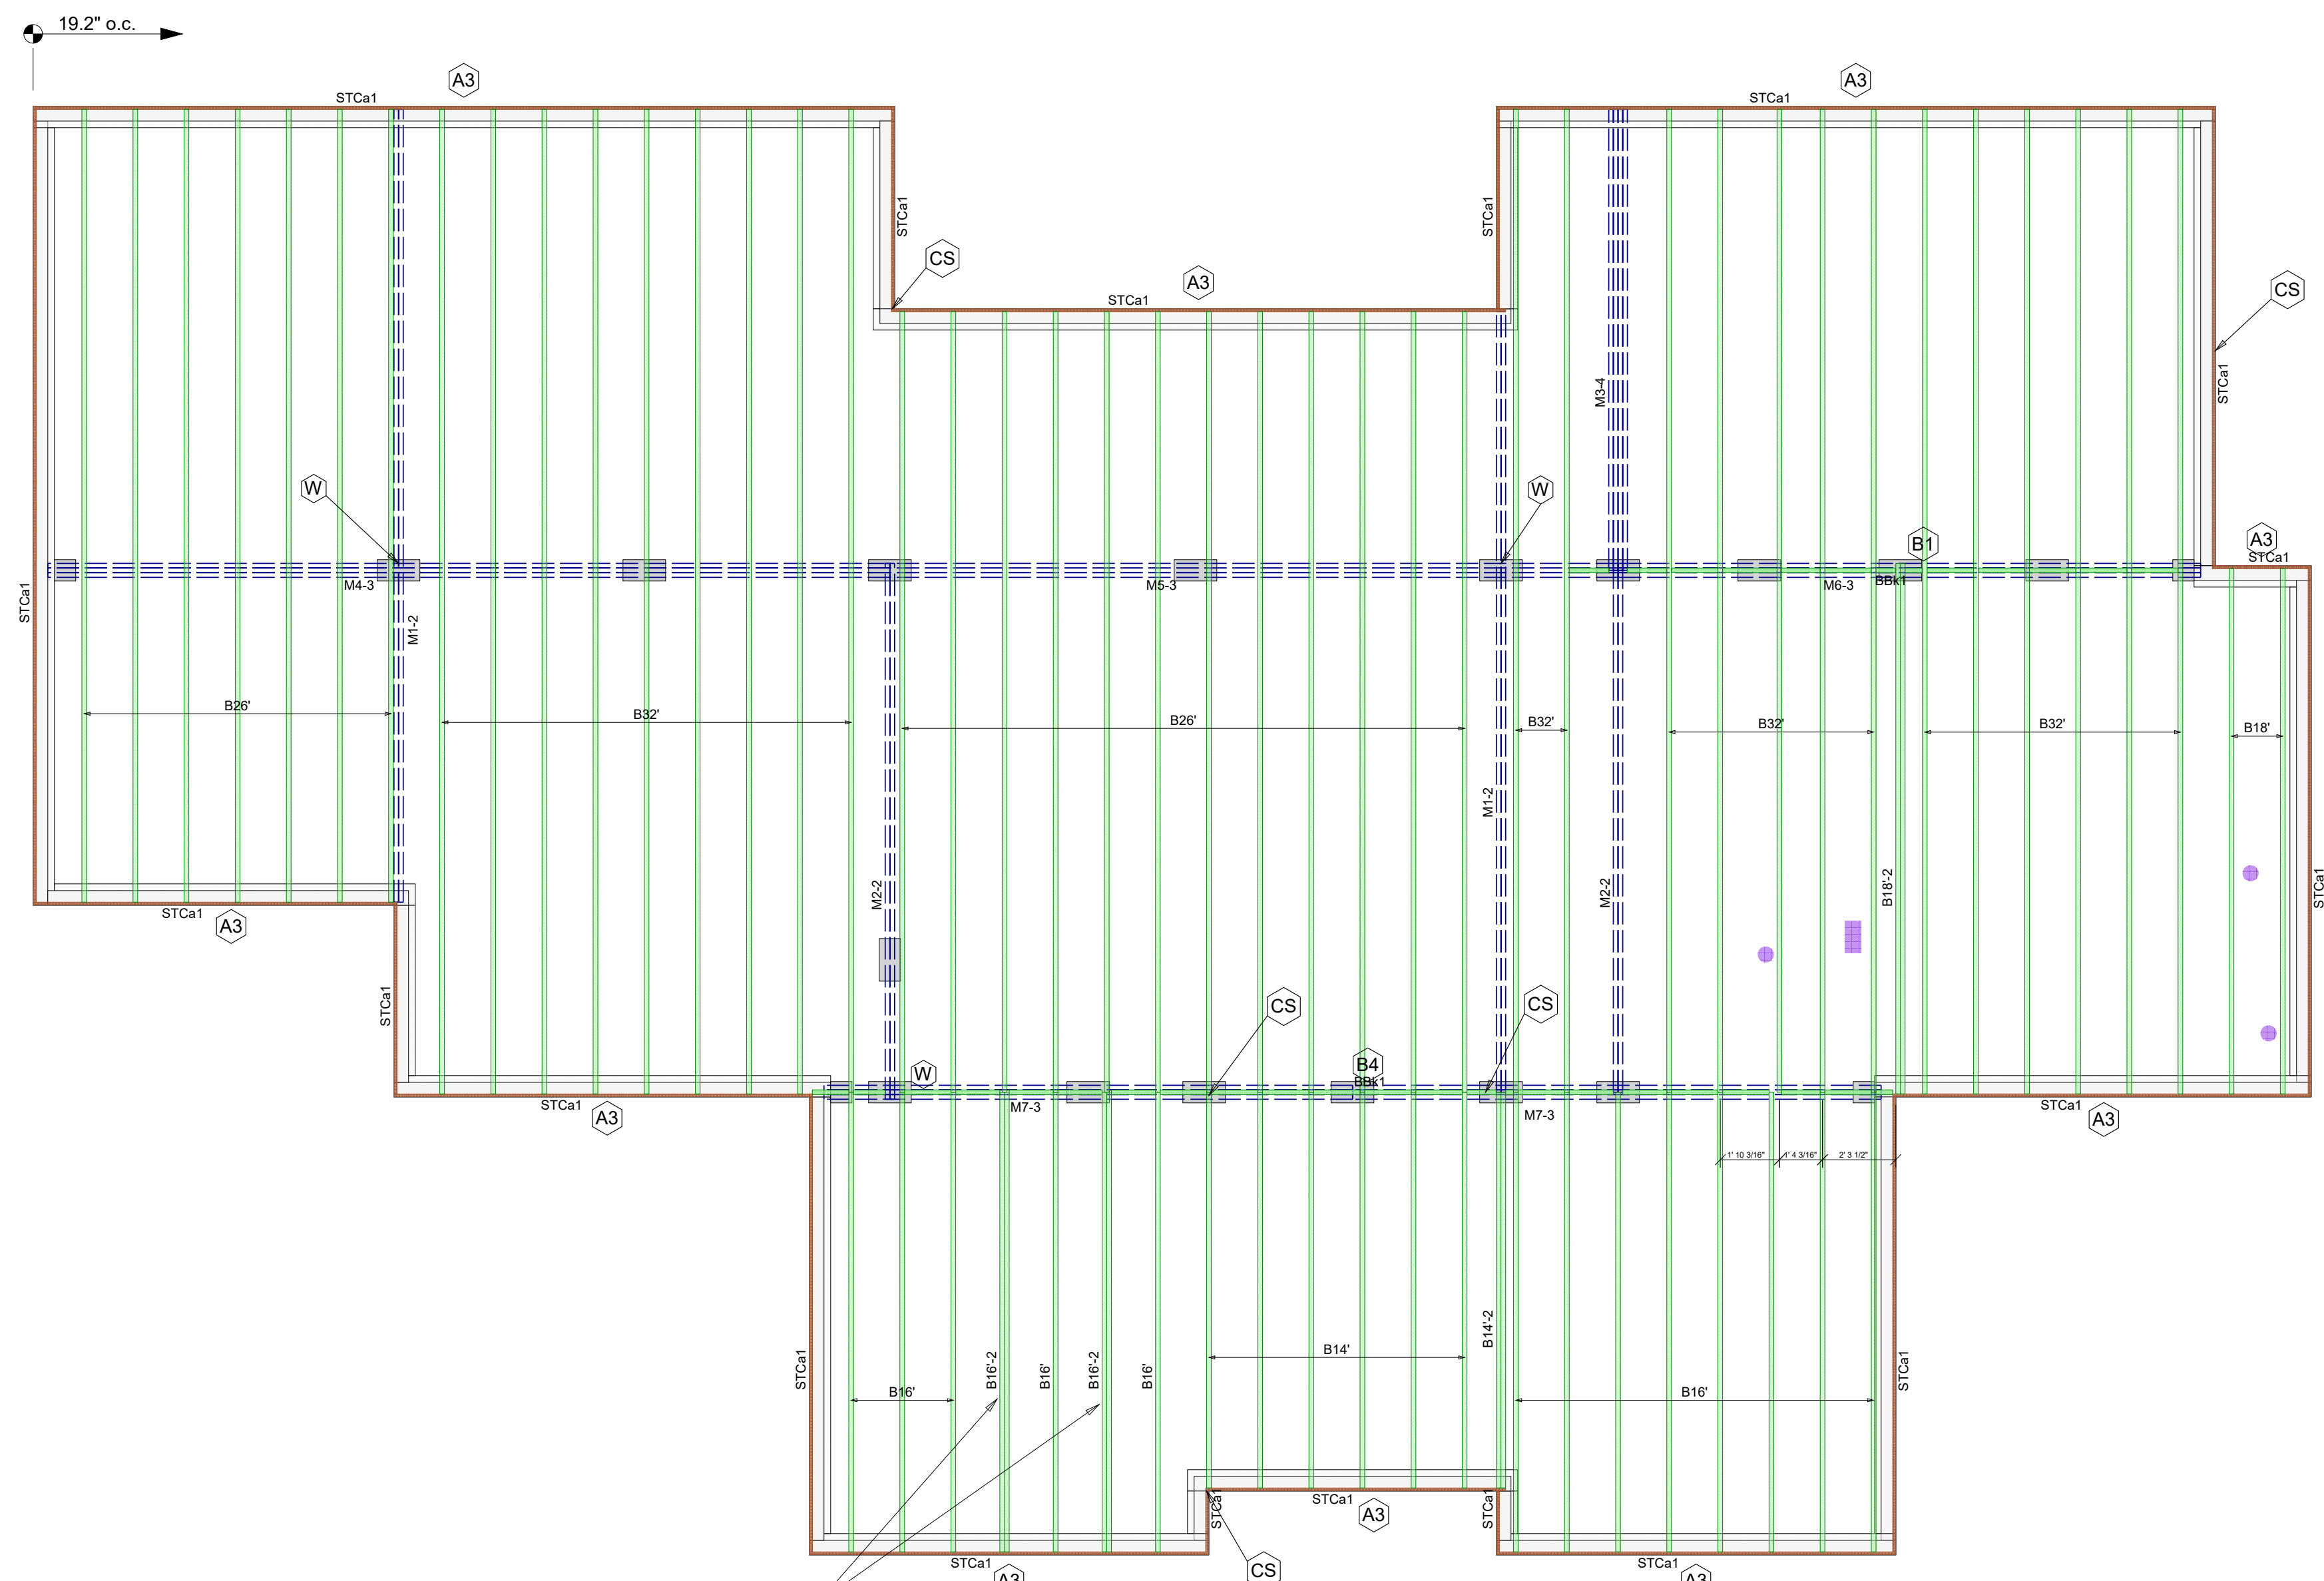 19.2" o.c.
A3
A3
STCa1
STCa1
STCa1
STCa1
CS
A3
STCa1
CS
STCa1
M3-4
W
W
B1
A3
STCa1
M4-3
M5-3
M6-3
BBk1
STCa1
M1-2
B26'
B32'
B26'
B32'
B32'
B32'
B18'
M1-2
M2-2
M2-2
B18'-2
STCa1
STCa1
A3
STCa1
CS
CS
W
B4
BBk1
STCa1
A3
M7-3
M7-3
STCa1
A3
1' 10 3/16"
1' 4 3/16"
2' 3 1/2"
STCa1
B16'
B16'-2
B16'
B16'-2
B16'
B14'
B14'-2
B16'
STCa1
STCa1
STCa1
A3
STCa1
STCa1
A3
CS
STCa1
A3